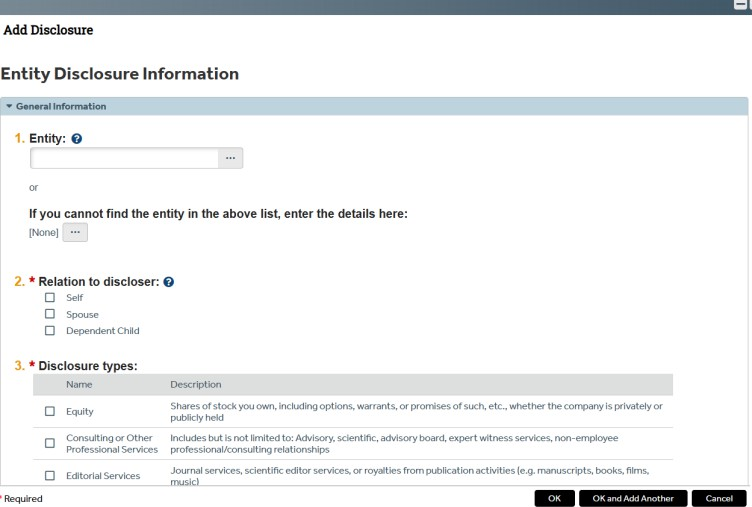 Add Disclosure
Entity Disclosure Information
General Information
1. Entity: ?
...
or
If you cannot find the entity in the above list, enter the details here:
[None] ...
2. * Relation to discloser: ?
Self
Spouse
Dependent Child
3. * Disclosure types:
Name Description
Equity Shares of stock you own, including options, warrants, or promises of such, etc., whether the company is privately or
publicly held
Consulting or Other Includes but is not limited to: Advisory, scientific, advisory board, expert witness services, non-employee
Professional Services professional/consulting relationships
Editorial Services Journal services, scientific editor services, or royalties from publication activities (e.g. manuscripts, books, films,
music)
* Required OK OK and Add Another Cancel